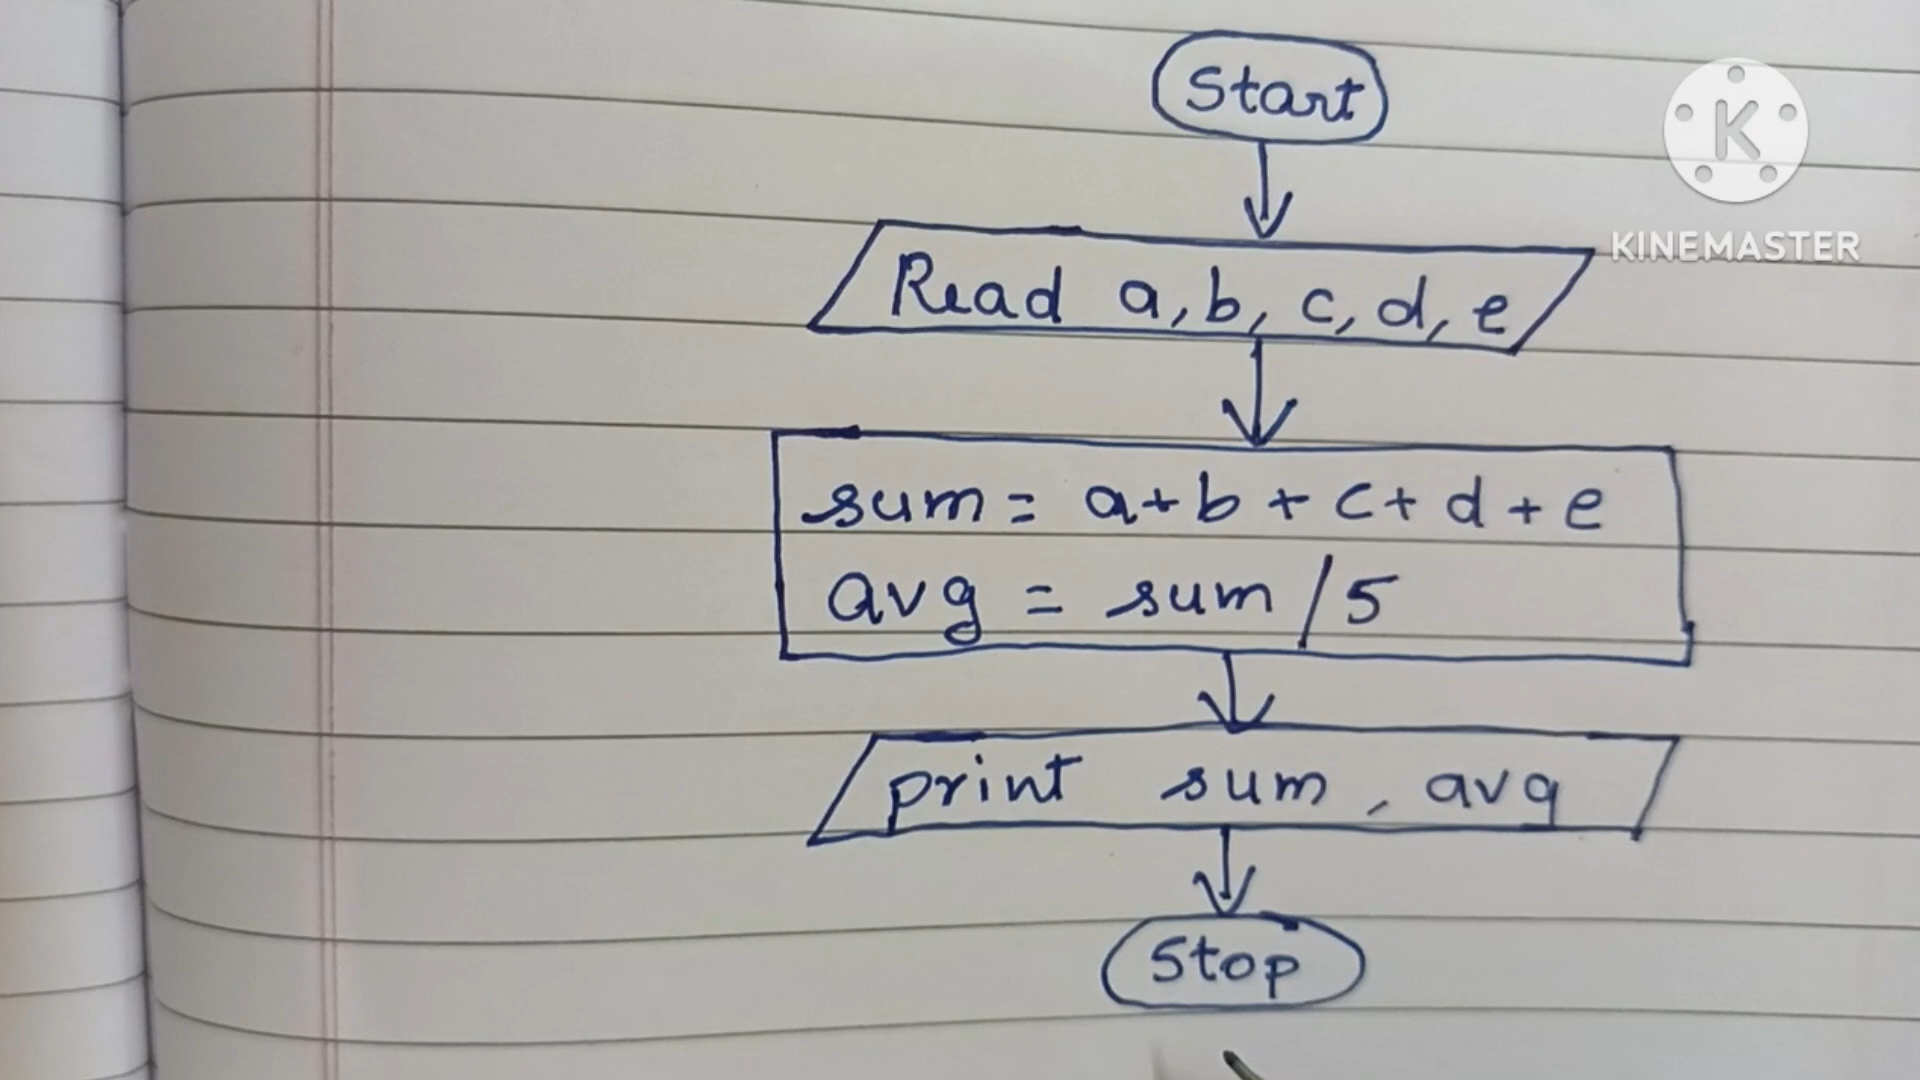 Start
K
KINEMASTER
Read a, b, c, d, e
sum = a + b + c + d + e
avg = sum / 5
print sum, avg
Stop